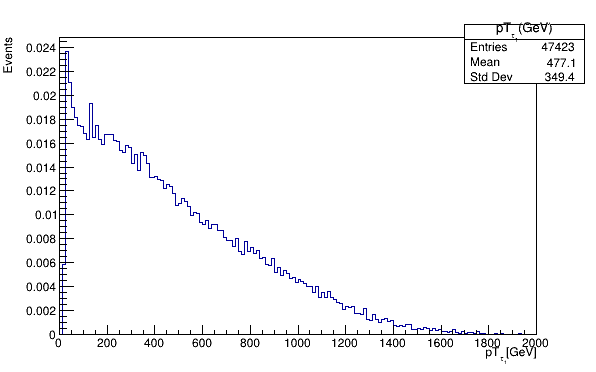 pT_τ_1 (GeV)
Entries 47423
Mean 477.1
Std Dev 349.4
Events
0.024
0.022
0.02
0.018
0.016
0.014
0.012
0.01
0.008
0.006
0.004
0.002
0
0 200 400 600 800 1000 1200 1400 1600 1800 2000
pT_τ_1 [GeV]